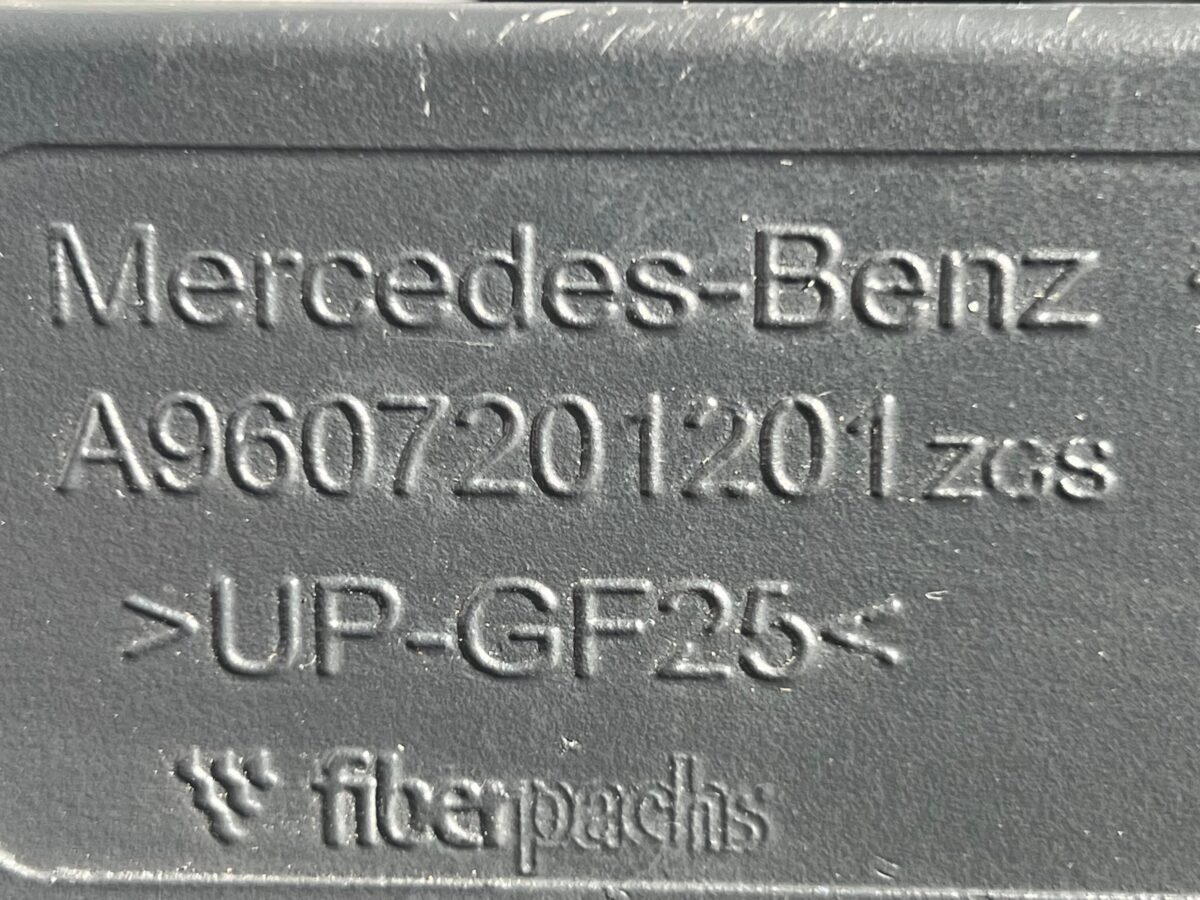 Mercedes-Benz
A9607201201 ZGS
>UP-GF25<
fiberpachs